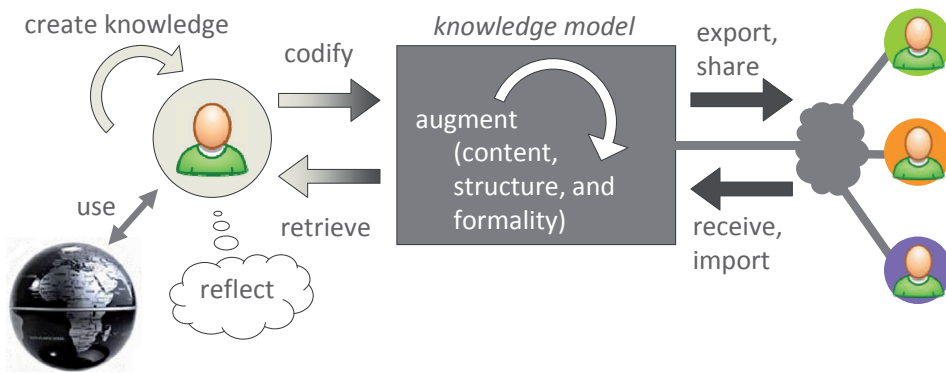 create knowledge
codify
knowledge model
export,
share
augment
(content,
structure, and
formality)
use
retrieve
receive,
import
reflect